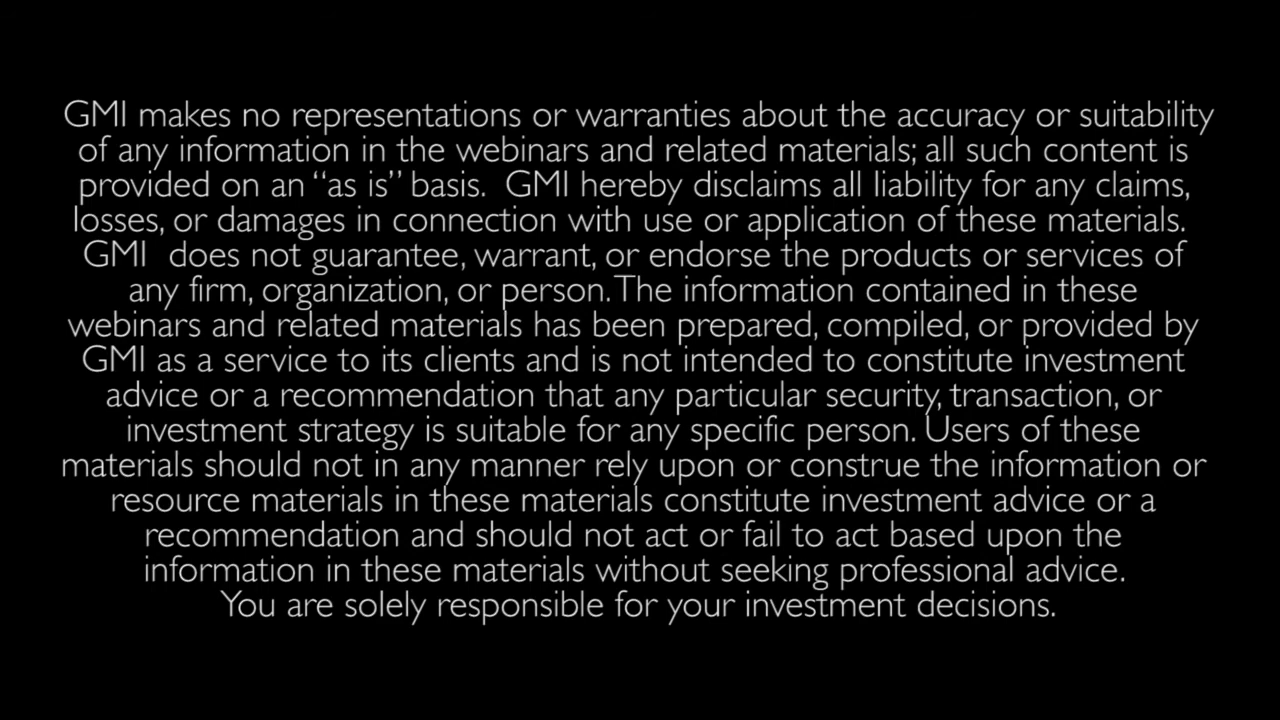 GMI makes no representations or warranties about the accuracy or suitability
of any information in the webinars and related materials; all such content is
provided on an “as is” basis.  GMI hereby disclaims all liability for any claims,
losses, or damages in connection with use or application of these materials.
GMI  does not guarantee, warrant, or endorse the products or services of
any firm, organization, or person. The information contained in these
webinars and related materials has been prepared, compiled, or provided by
GMI as a service to its clients and is not intended to constitute investment
advice or a recommendation that any particular security, transaction, or
investment strategy is suitable for any specific person. Users of these
materials should not in any manner rely upon or construe the information or
resource materials in these materials constitute investment advice or a
recommendation and should not act or fail to act based upon the
information in these materials without seeking professional advice.
You are solely responsible for your investment decisions.